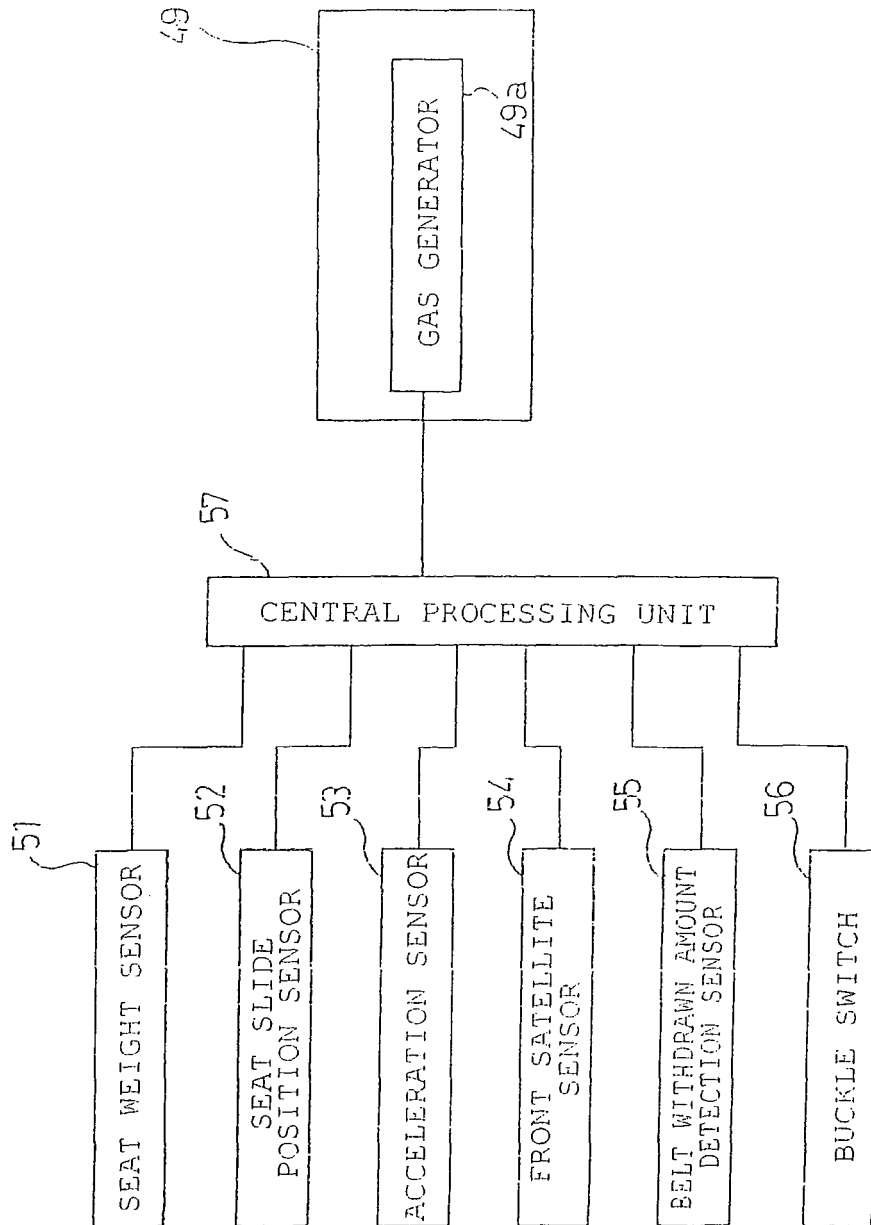 51
SEAT WEIGHT SENSOR
52
SEAT SLIDE
POSITION SENSOR
53
ACCELERATION SENSOR
54
FRONT SATELLITE
SENSOR
55
BELT WITHDRAWN AMOUNT
DETECTION SENSOR
56
BUCKLE SWITCH
57
CENTRAL PROCESSING UNIT
49
GAS GENERATOR
49a